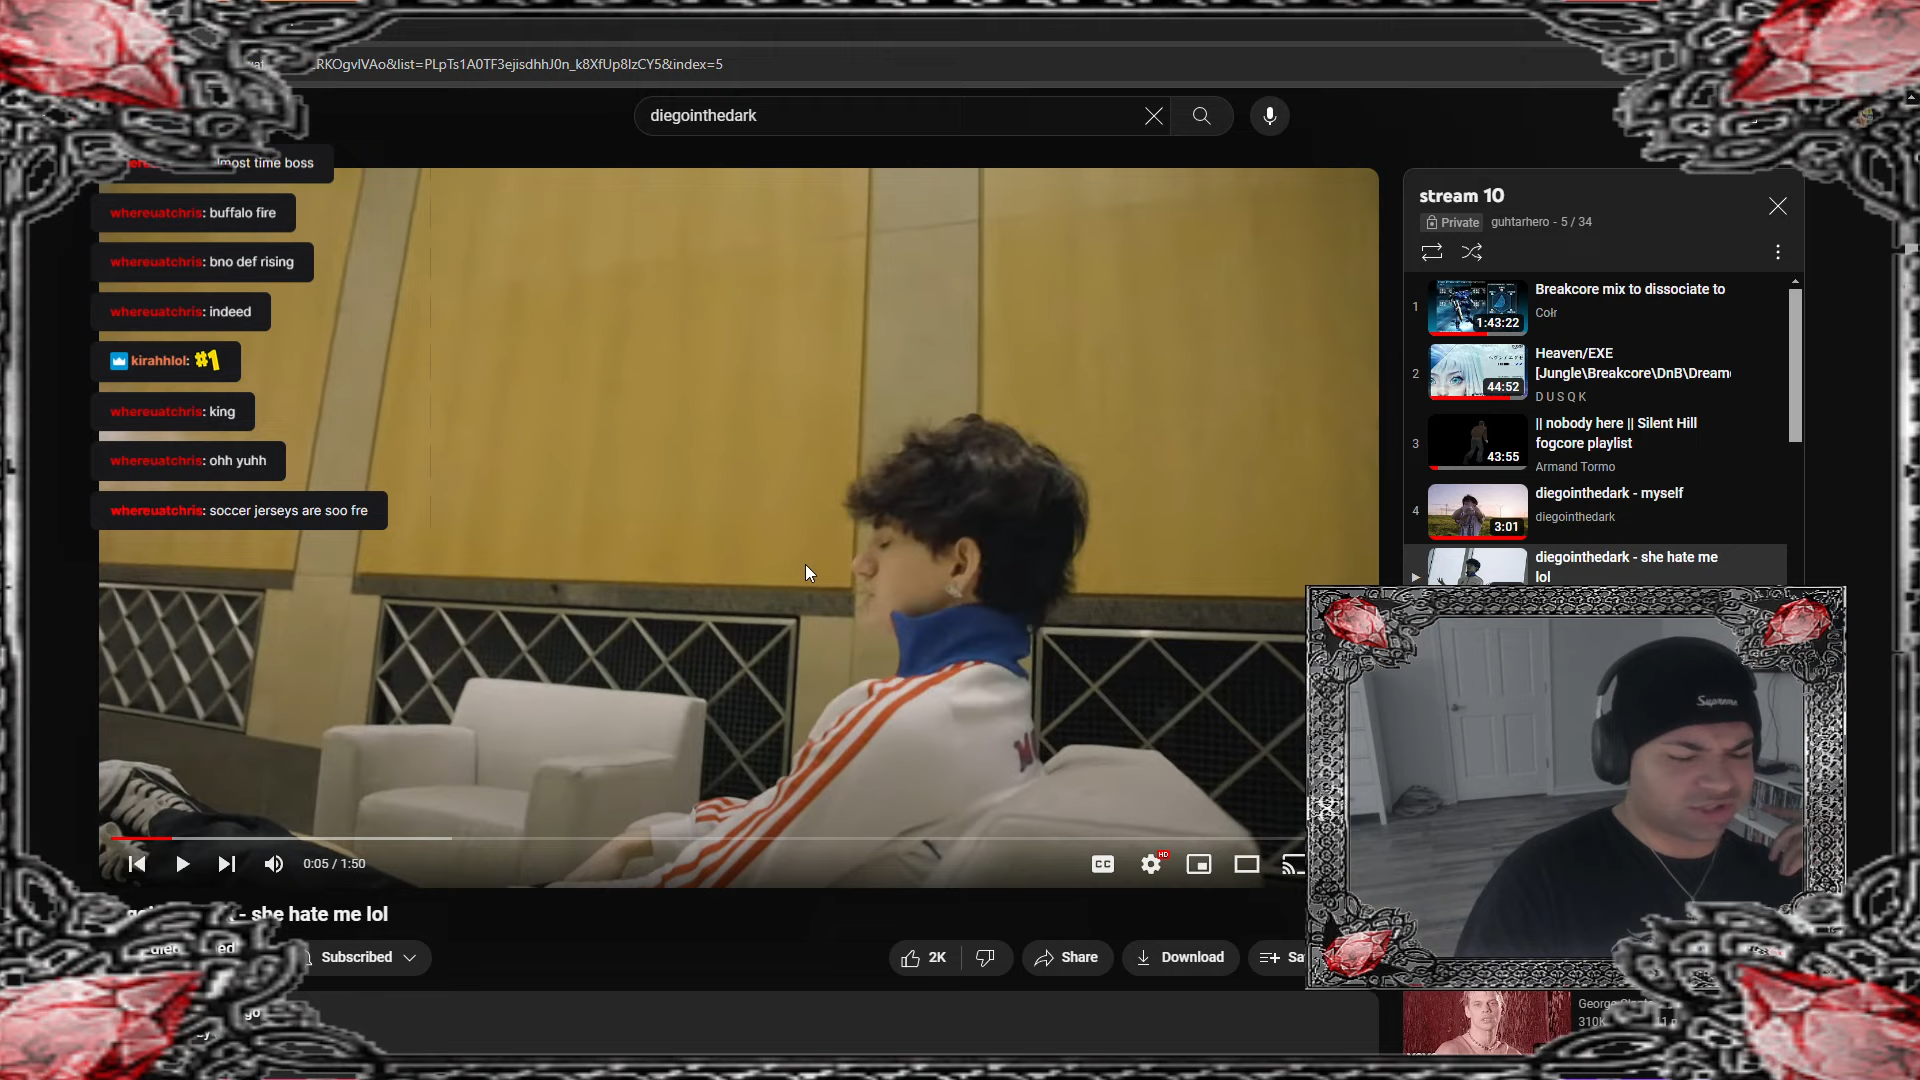 RKOgvlVAo&list=PLpTs1A0TF3ejisdhhJ0n_k8XfUp8lzCY5&index=5
diegointhedark
most time boss
whereuatchris: buffalo fire
whereuatchris: bno def rising
whereuatchris: indeed
kirahhlol: #1
whereuatchris: king
whereuatchris: ohh yuhh
whereuatchris: soccer jerseys are soo fre
0:05 / 1:50
CC
HD
- she hate me lol
Subscribed
2K
Share
Download
Sa
stream 10
Private
guhtarhero - 5 / 34
1
Breakcore mix to dissociate to
Cołr
1:43:22
2
Heaven/EXE
[Jungle\Breakcore\DnB\Dream
D U S Q K
44:52
3
|| nobody here || Silent Hill
fogcore playlist
Armand Tormo
43:55
4
diegointhedark - myself
diegointhedark
3:01
diegointhedark - she hate me
lol
Supreme
310K